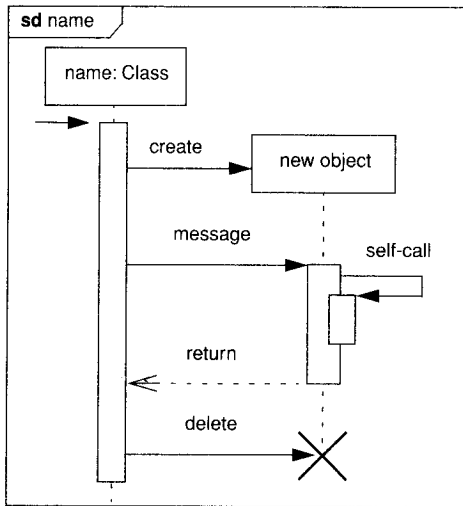 sd name
name: Class
create
new object
message
self-call
return
delete